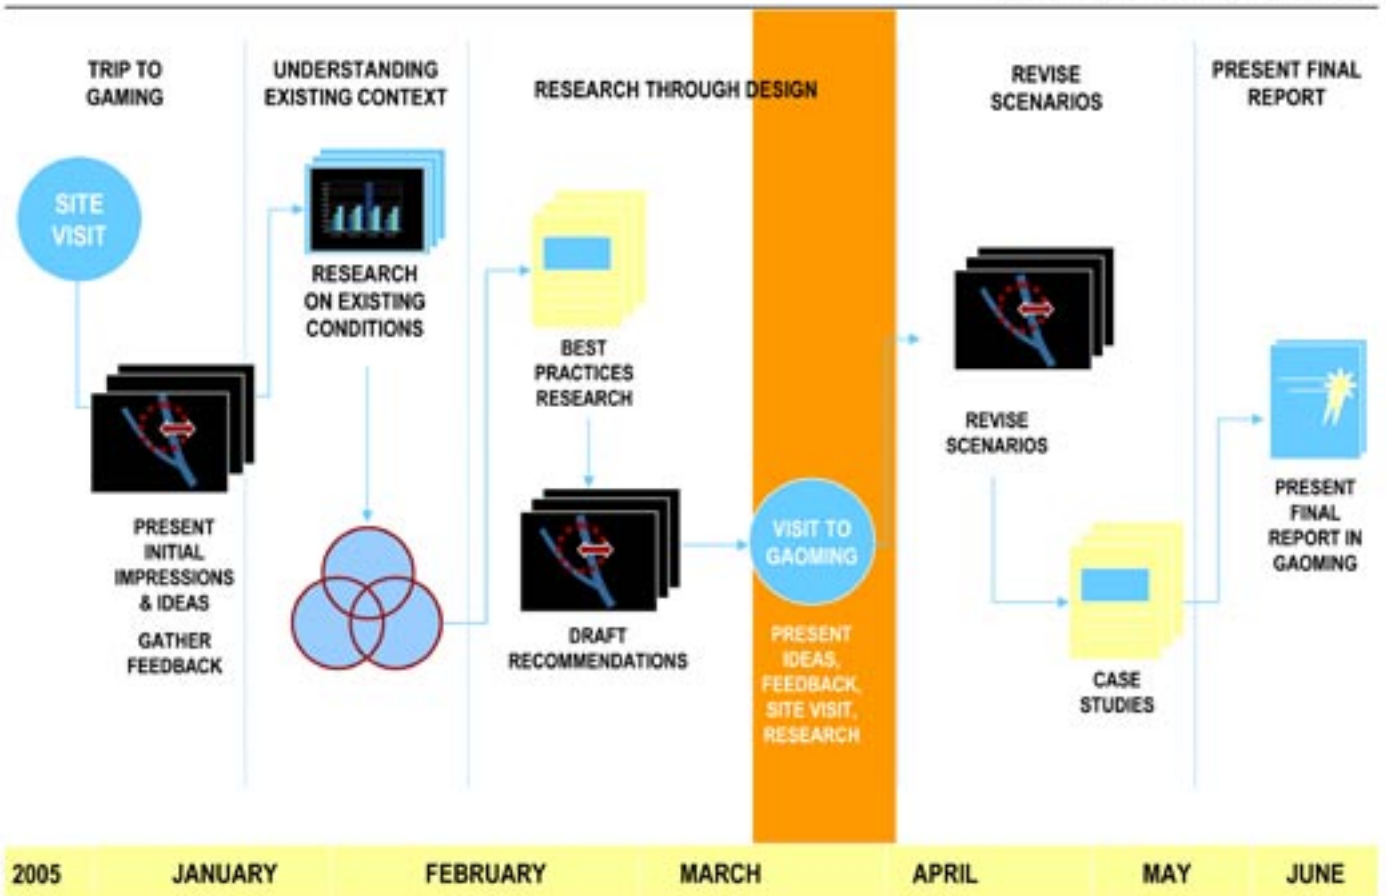 TRIP TO
GAMING
UNDERSTANDING
EXISTING CONTEXT
RESEARCH THROUGH DESIGN
REVISE
SCENARIOS
PRESENT FINAL
REPORT
SITE
VISIT
PRESENT
INITIAL
IMPRESSIONS
& IDEAS
GATHER
FEEDBACK
RESEARCH
ON EXISTING
CONDITIONS
BEST
PRACTICES
RESEARCH
DRAFT
RECOMMENDATIONS
VISIT TO
GAOMING
PRESENT
IDEAS,
FEEDBACK,
SITE VISIT,
RESEARCH
REVISE
SCENARIOS
CASE
STUDIES
PRESENT
FINAL
REPORT IN
GAOMING
2005 JANUARY FEBRUARY MARCH APRIL MAY JUNE